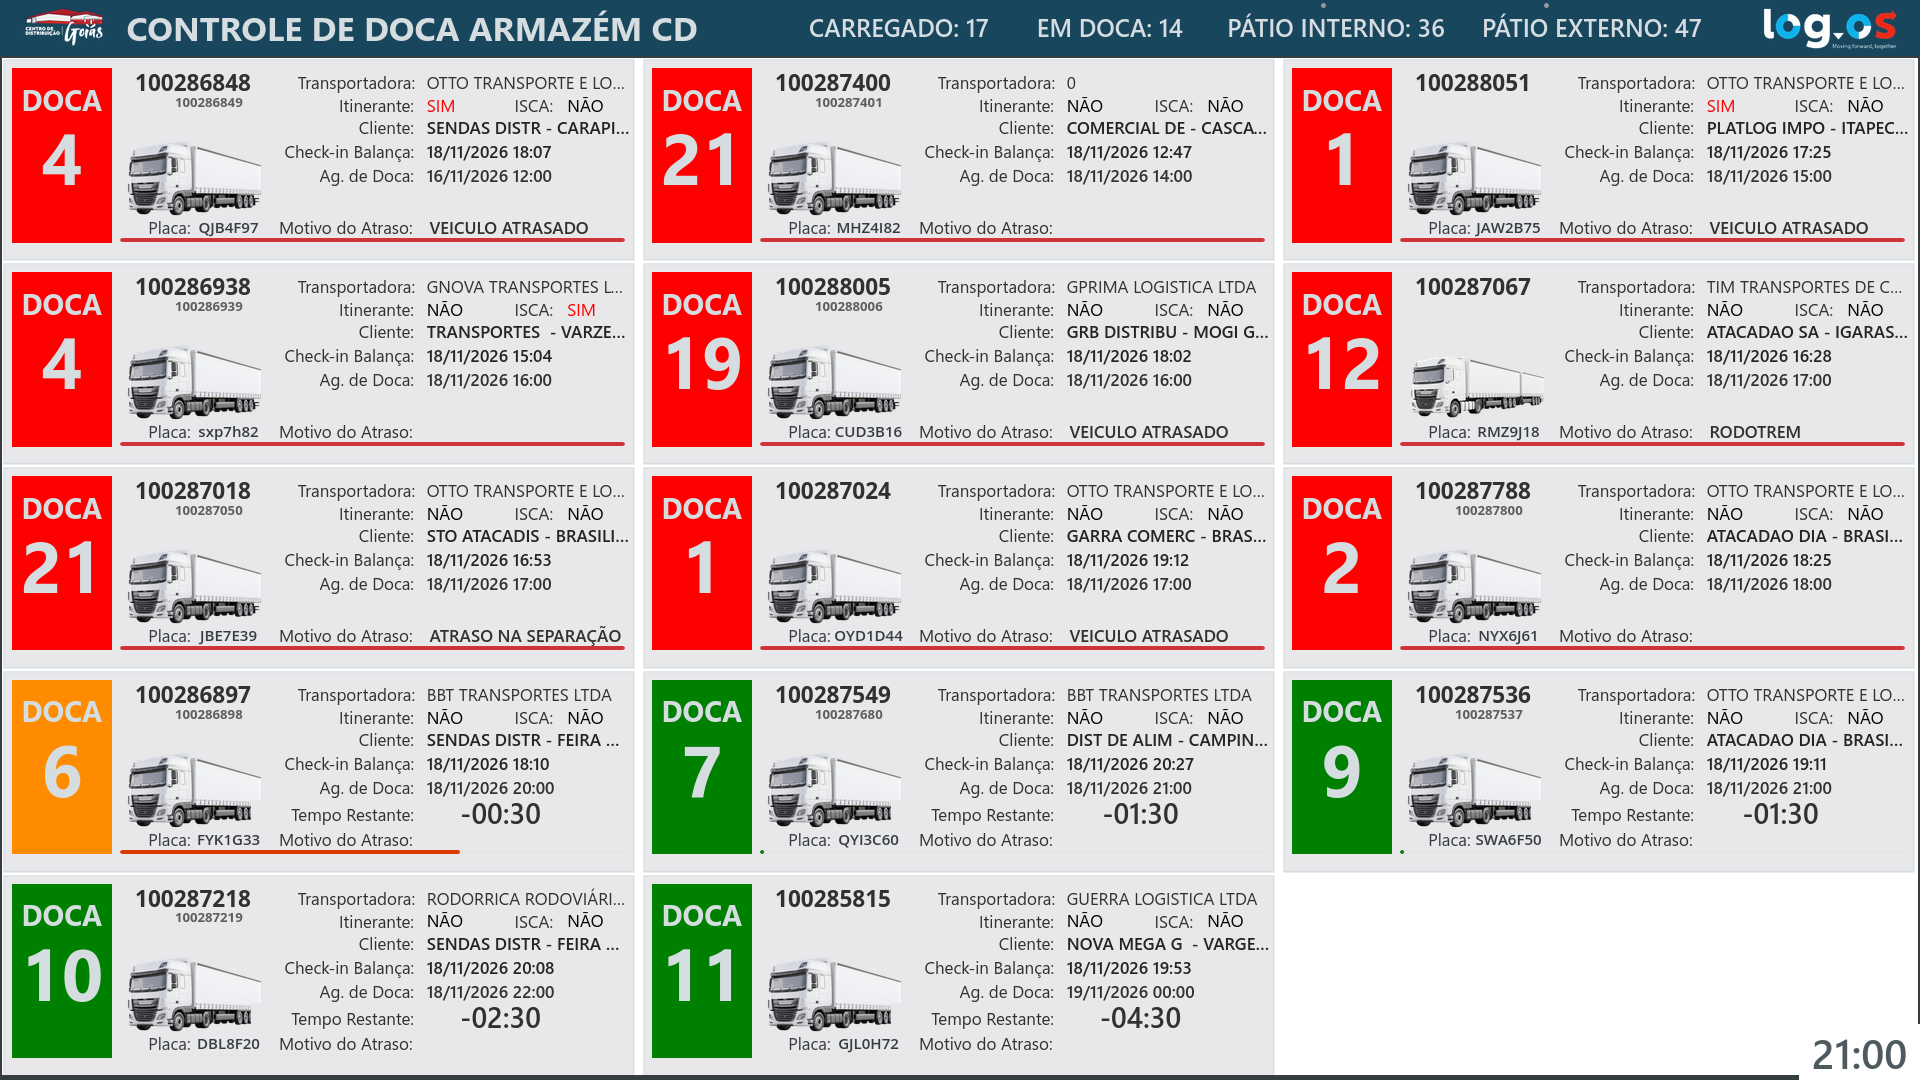 CENTRO DE
DISTRIBUIÇÃO Goiás
CONTROLE DE DOCA ARMAZÉM CD
CARREGADO: 17 EM DOCA: 14 PÁTIO INTERNO: 36 PÁTIO EXTERNO: 47
log.os
Moving forward, together
DOCA
4
100286848
100286849
Transportadora: OTTO TRANSPORTE E LO...
Itinerante: SIM ISCA: NÃO
Cliente: SENDAS DISTR - CARAPI...
Check-in Balança: 18/11/2026 18:07
Ag. de Doca: 16/11/2026 12:00
Placa: QJB4F97 Motivo do Atraso: VEICULO ATRASADO
DOCA
21
100287400
100287401
Transportadora: 0
Itinerante: NÃO ISCA: NÃO
Cliente: COMERCIAL DE - CASCA...
Check-in Balança: 18/11/2026 12:47
Ag. de Doca: 18/11/2026 14:00
Placa: MHZ4I82 Motivo do Atraso:
DOCA
1
100288051
Transportadora: OTTO TRANSPORTE E LO...
Itinerante: SIM ISCA: NÃO
Cliente: PLATLOG IMPO - ITAPEC...
Check-in Balança: 18/11/2026 17:25
Ag. de Doca: 18/11/2026 15:00
Placa: JAW2B75 Motivo do Atraso: VEICULO ATRASADO
DOCA
4
100286938
100286939
Transportadora: GNOVA TRANSPORTES L...
Itinerante: NÃO ISCA: SIM
Cliente: TRANSPORTES - VARZE...
Check-in Balança: 18/11/2026 15:04
Ag. de Doca: 18/11/2026 16:00
Placa: sxp7h82 Motivo do Atraso:
DOCA
19
100288005
100288006
Transportadora: GPRIMA LOGISTICA LTDA
Itinerante: NÃO ISCA: NÃO
Cliente: GRB DISTRIBU - MOGI G...
Check-in Balança: 18/11/2026 18:02
Ag. de Doca: 18/11/2026 16:00
Placa: CUD3B16 Motivo do Atraso: VEICULO ATRASADO
DOCA
12
100287067
Transportadora: TIM TRANSPORTES DE C...
Itinerante: NÃO ISCA: NÃO
Cliente: ATACADAO SA - IGARAS...
Check-in Balança: 18/11/2026 16:28
Ag. de Doca: 18/11/2026 17:00
Placa: RMZ9J18 Motivo do Atraso: RODOTREM
DOCA
21
100287018
100287050
Transportadora: OTTO TRANSPORTE E LO...
Itinerante: NÃO ISCA: NÃO
Cliente: STO ATACADIS - BRASILI...
Check-in Balança: 18/11/2026 16:53
Ag. de Doca: 18/11/2026 17:00
Placa: JBE7E39 Motivo do Atraso: ATRASO NA SEPARAÇÃO
DOCA
1
100287024
Transportadora: OTTO TRANSPORTE E LO...
Itinerante: NÃO ISCA: NÃO
Cliente: GARRA COMERC - BRAS...
Check-in Balança: 18/11/2026 19:12
Ag. de Doca: 18/11/2026 17:00
Placa: OYD1D44 Motivo do Atraso: VEICULO ATRASADO
DOCA
2
100287788
100287800
Transportadora: OTTO TRANSPORTE E LO...
Itinerante: NÃO ISCA: NÃO
Cliente: ATACADAO DIA - BRASI...
Check-in Balança: 18/11/2026 18:25
Ag. de Doca: 18/11/2026 18:00
Placa: NYX6J61 Motivo do Atraso:
DOCA
6
100286897
100286898
Transportadora: BBT TRANSPORTES LTDA
Itinerante: NÃO ISCA: NÃO
Cliente: SENDAS DISTR - FEIRA ...
Check-in Balança: 18/11/2026 18:10
Ag. de Doca: 18/11/2026 20:00
Tempo Restante: -00:30
Placa: FYK1G33 Motivo do Atraso:
DOCA
7
100287549
100287680
Transportadora: BBT TRANSPORTES LTDA
Itinerante: NÃO ISCA: NÃO
Cliente: DIST DE ALIM - CAMPIN...
Check-in Balança: 18/11/2026 20:27
Ag. de Doca: 18/11/2026 21:00
Tempo Restante: -01:30
Placa: QYI3C60 Motivo do Atraso:
DOCA
9
100287536
100287537
Transportadora: OTTO TRANSPORTE E LO...
Itinerante: NÃO ISCA: NÃO
Cliente: ATACADAO DIA - BRASI...
Check-in Balança: 18/11/2026 19:11
Ag. de Doca: 18/11/2026 21:00
Tempo Restante: -01:30
Placa: SWA6F50 Motivo do Atraso:
DOCA
10
100287218
100287219
Transportadora: RODORRICA RODOVIÁRI...
Itinerante: NÃO ISCA: NÃO
Cliente: SENDAS DISTR - FEIRA ...
Check-in Balança: 18/11/2026 20:08
Ag. de Doca: 18/11/2026 22:00
Tempo Restante: -02:30
Placa: DBL8F20 Motivo do Atraso:
DOCA
11
100285815
Transportadora: GUERRA LOGISTICA LTDA
Itinerante: NÃO ISCA: NÃO
Cliente: NOVA MEGA G - VARGE...
Check-in Balança: 18/11/2026 19:53
Ag. de Doca: 19/11/2026 00:00
Tempo Restante: -04:30
Placa: GJL0H72 Motivo do Atraso:
21:00